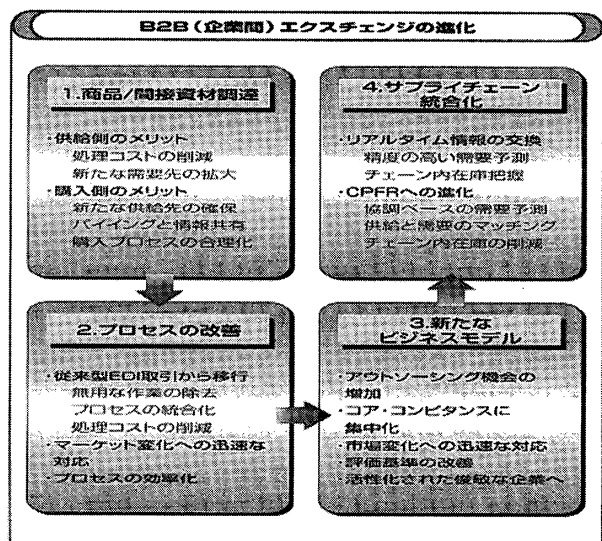 B2B（企業間）エクスチェンジの進化
1.商品/間接資材調達
・供給側のメリット
処理コストの削減
新たな需要先の拡大
・購入側のメリット
新たな供給先の確保
バイイングと情報共有
購入プロセスの合理化
2.プロセスの改善
・従来型EDI取引から移行
無用な作業の除去
プロセスの統合化
処理コストの削減
・マーケット変化への迅速な
対応
・プロセスの効率化
3.新たな
ビジネスモデル
・アウトソーシング機会の
増加
・コア・コンピタンスに
集中化
・市場変化への迅速な対応
・評価基準の改善
・活性化された俊敏な企業へ
4.サプライチェーン
統合化
・リアルタイム情報の交換
精度の高い需要予測
チェーン内在庫把握
・CPFRへの進化
協調ベースの需要予測
供給と需要のマッチング
チェーン内在庫の削減